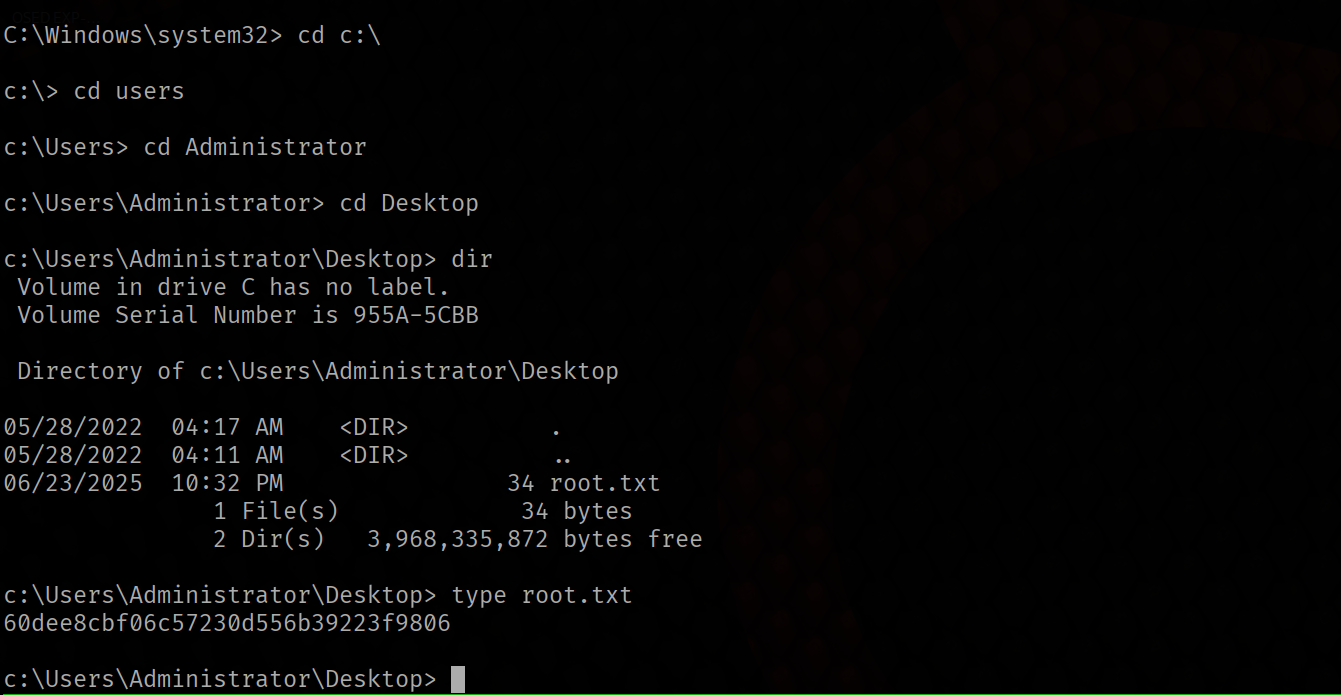 C:\Windows\system32> cd c:\
c:\> cd users
c:\Users> cd Administrator
c:\Users\Administrator> cd Desktop
c:\Users\Administrator\Desktop> dir
 Volume in drive C has no label.
 Volume Serial Number is 955A-5CBB
 Directory of c:\Users\Administrator\Desktop
05/28/2022  04:17 AM    <DIR>          .
05/28/2022  04:11 AM    <DIR>          ..
06/23/2025  10:32 PM                34 root.txt
               1 File(s)             34 bytes
               2 Dir(s)   3,968,335,872 bytes free
c:\Users\Administrator\Desktop> type root.txt
60dee8cbf06c57230d556b39223f9806
c:\Users\Administrator\Desktop>